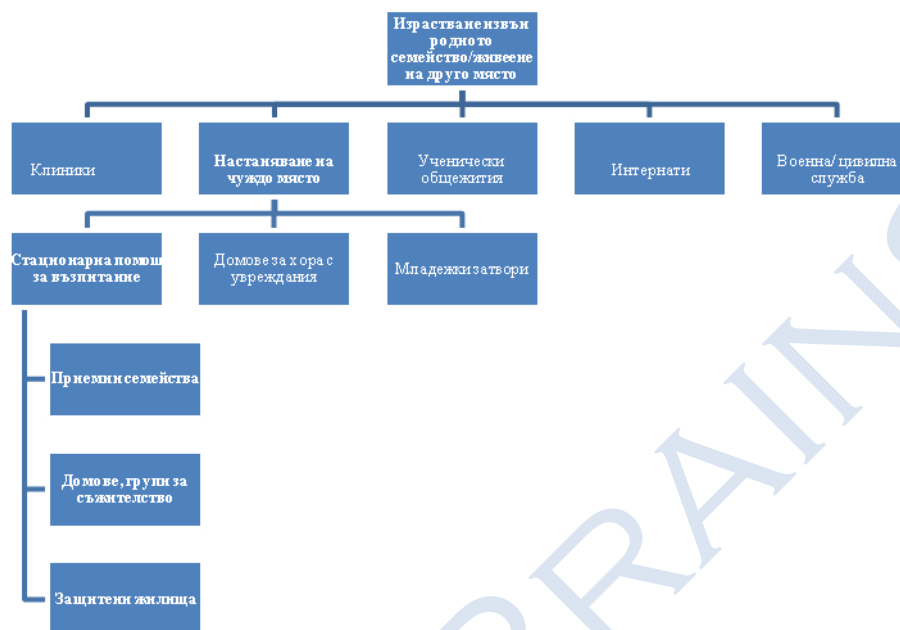 Израстване извън
родното
семейство/живеене
на друго място
Клиники
Настаняване на
чуждо място
Ученически
общежития
Интернати
Военна/цивилна
служба
Стационарна помощ
за възпитание
Домове за хора с
увреждания
Младежки затвори
Приемни семейства
Домове, групи за
съжителство
Защитени жилища
BRAINS